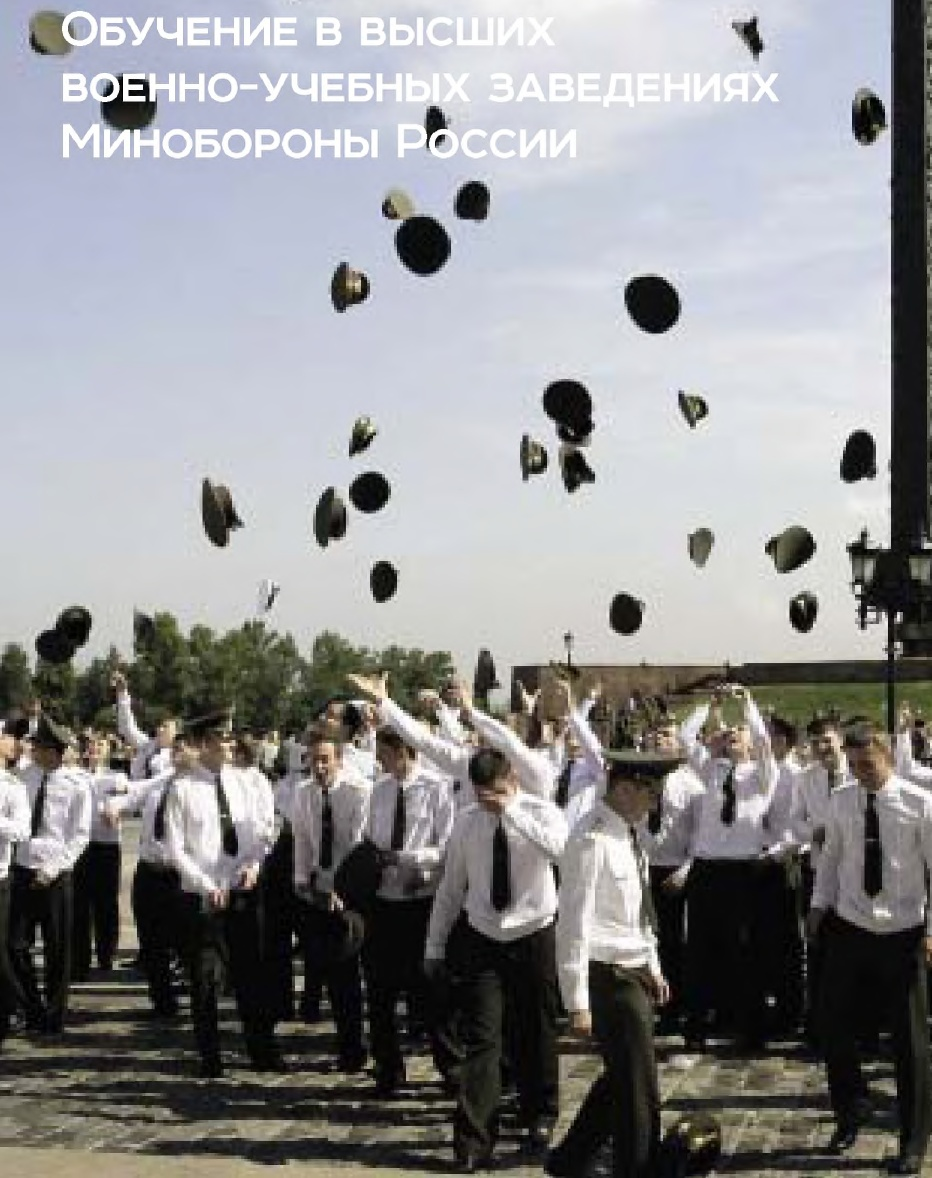 Обучение в высших
военно-учебных заведениях
Минобороны России